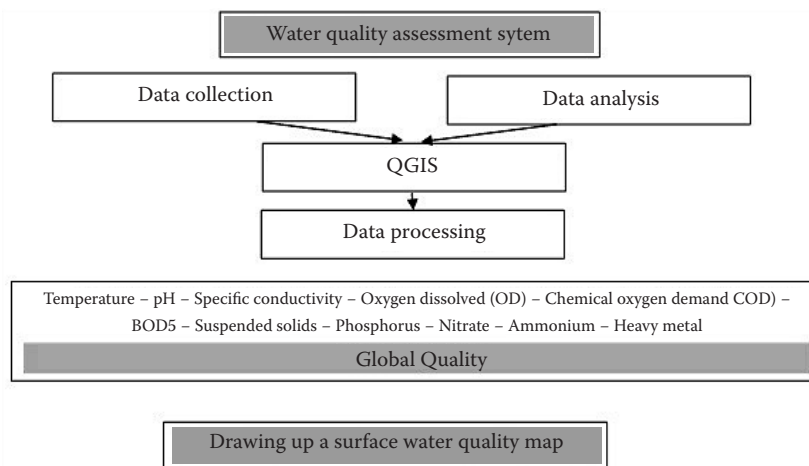 Water quality assessment sytem
Data collection
Data analysis
QGIS
Data processing
Temperature – pH – Specific conductivity – Oxygen dissolved (OD) – Chemical oxygen demand COD) –
BOD5 – Suspended solids – Phosphorus – Nitrate – Ammonium – Heavy metal
Global Quality
Drawing up a surface water quality map